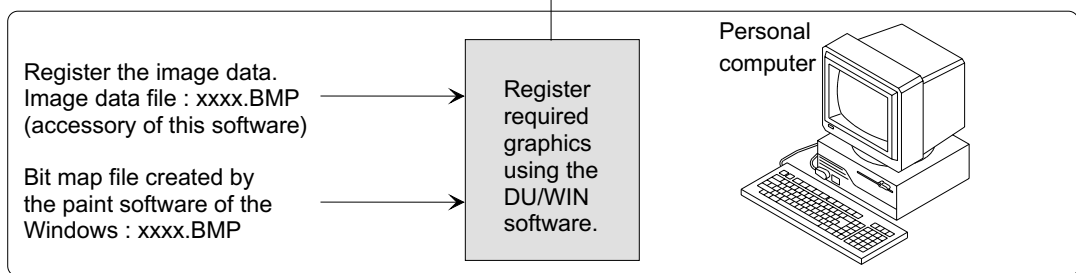 Register the image data.
Image data file : xxxx.BMP
(accessory of this software)
Bit map file created by
the paint software of the
Windows : xxxx.BMP
Register
required
graphics
using the
DU/WIN
software.
Personal
computer